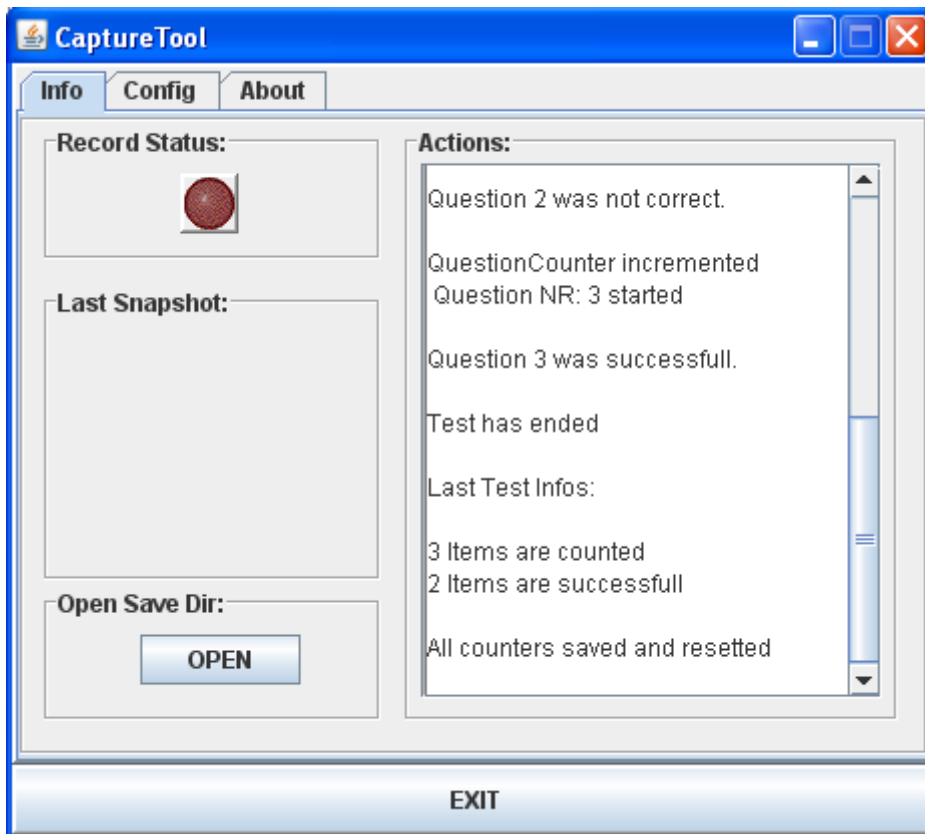 CaptureTool
Info Config About
Record Status:
Last Snapshot:
Open Save Dir:
OPEN
Actions:
Question 2 was not correct.
QuestionCounter incremented
Question NR: 3 started
Question 3 was successfull.
Test has ended
Last Test Infos:
3 Items are counted
2 Items are successfull
All counters saved and resetted
EXIT